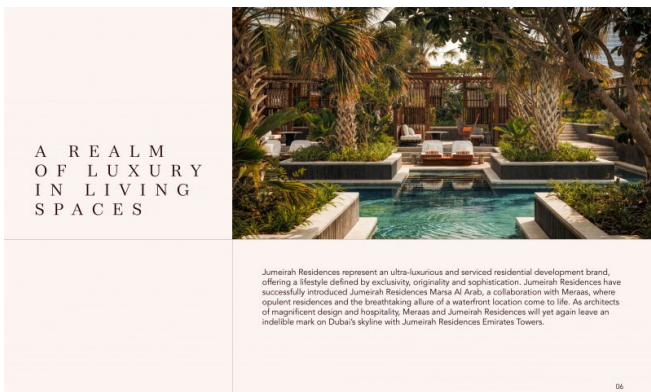 A REALM
OF LUXURY
IN LIVING
SPACES
Jumeirah Residences represent an ultra-luxurious and serviced residential development brand,
offering a lifestyle defined by exclusivity, originality and sophistication. Jumeirah Residences have
successfully introduced Jumeirah Residences Marsa Al Arab, a collaboration with Meraas, where
opulent residences and the breathtaking allure of a waterfront location come to life. As architects
of magnificent design and hospitality, Meraas and Jumeirah Residences will yet again leave an
indelible mark on Dubai's skyline with Jumeirah Residences Emirates Towers.
06